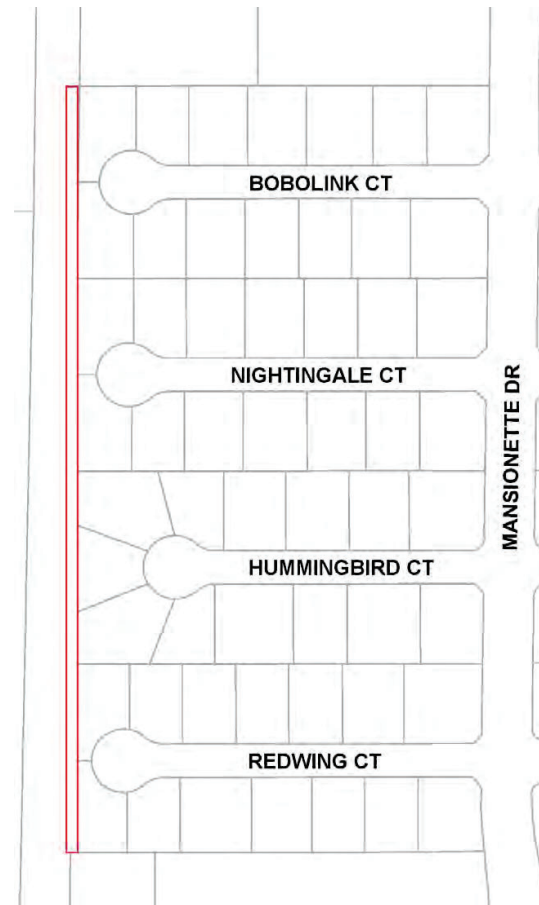 BOBOLINK CT
NIGHTINGALE CT
MANSIONETTE DR
HUMMINGBIRD CT
REDWING CT